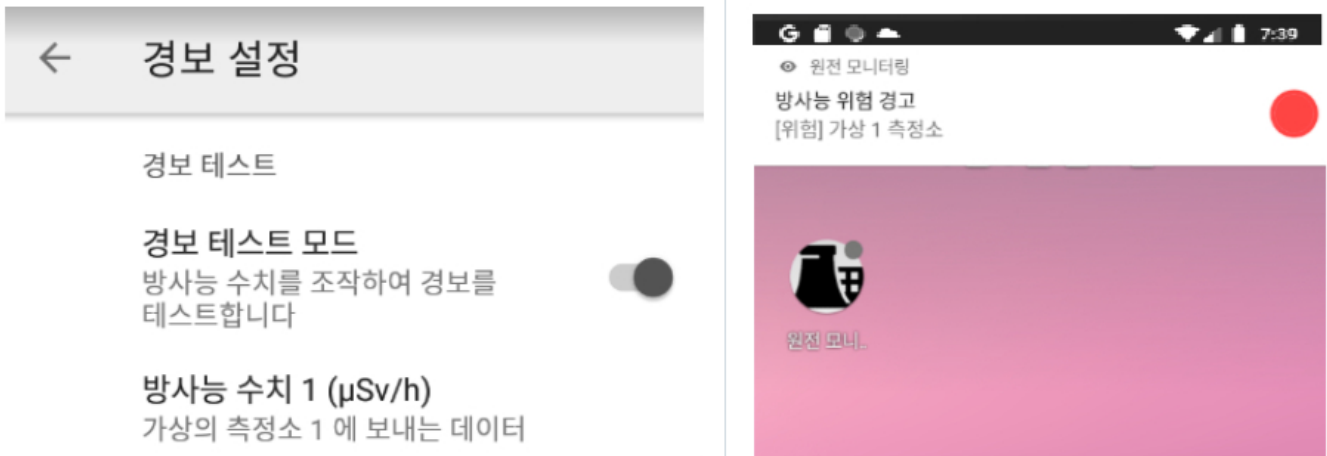 경보 설정
경보 테스트
경보 테스트 모드
방사능 수치를 조작하여 경보를
테스트합니다
방사능 수치 1 (μSv/h)
가상의 측정소 1 에 보내는 데이터
G 7:39
원전 모니터링
방사능 위험 경고
[위험] 가상 1 측정소
원전 모니..